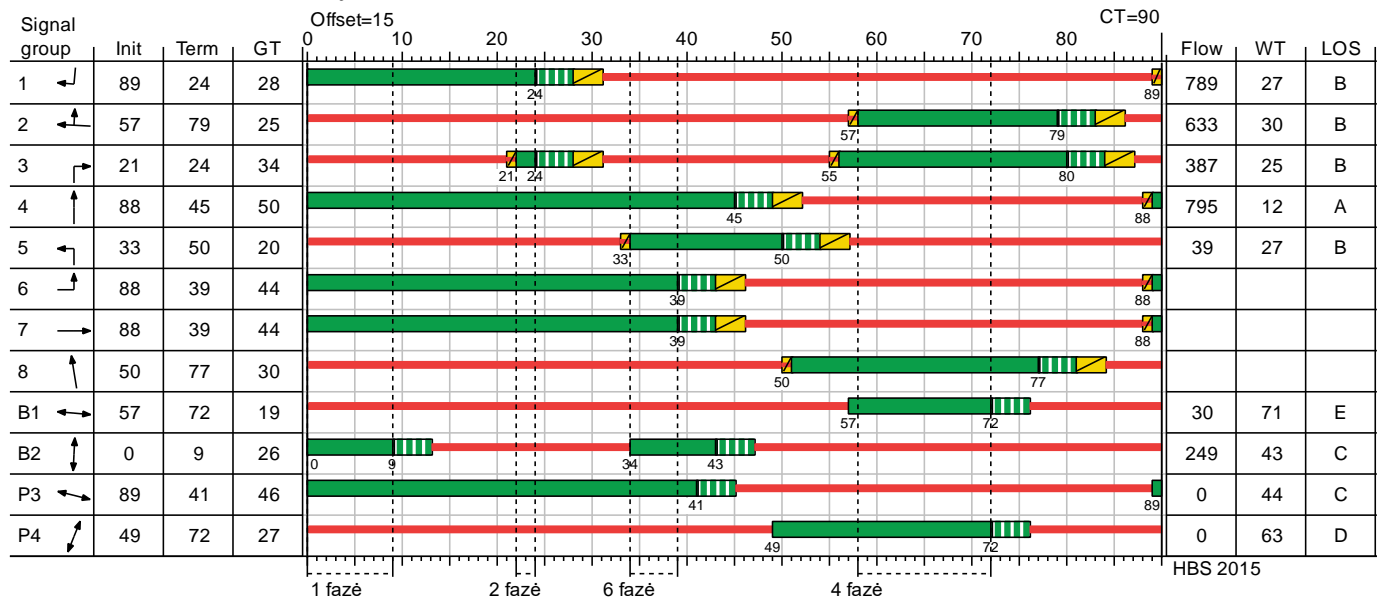 Offset=15 CT=90
Signal group Init Term GT 0 10 20 30 40 50 60 70 80 Flow WT LOS
1 89 24 28 24 89 789 27 B
2 57 79 25 57 79 633 30 B
3 21 24 34 21 24 55 80 387 25 B
4 88 45 50 45 88 795 12 A
5 33 50 20 33 50 39 27 B
6 88 39 44 39 88
7 88 39 44 39 88
8 50 77 30 50 77
B1 57 72 19 57 72 30 71 E
B2 0 9 26 0 9 34 43 249 43 C
P3 89 41 46 41 89 0 44 C
P4 49 72 27 49 72 0 63 D
HBS 2015
1 fazė 2 fazė 6 fazė 4 fazė